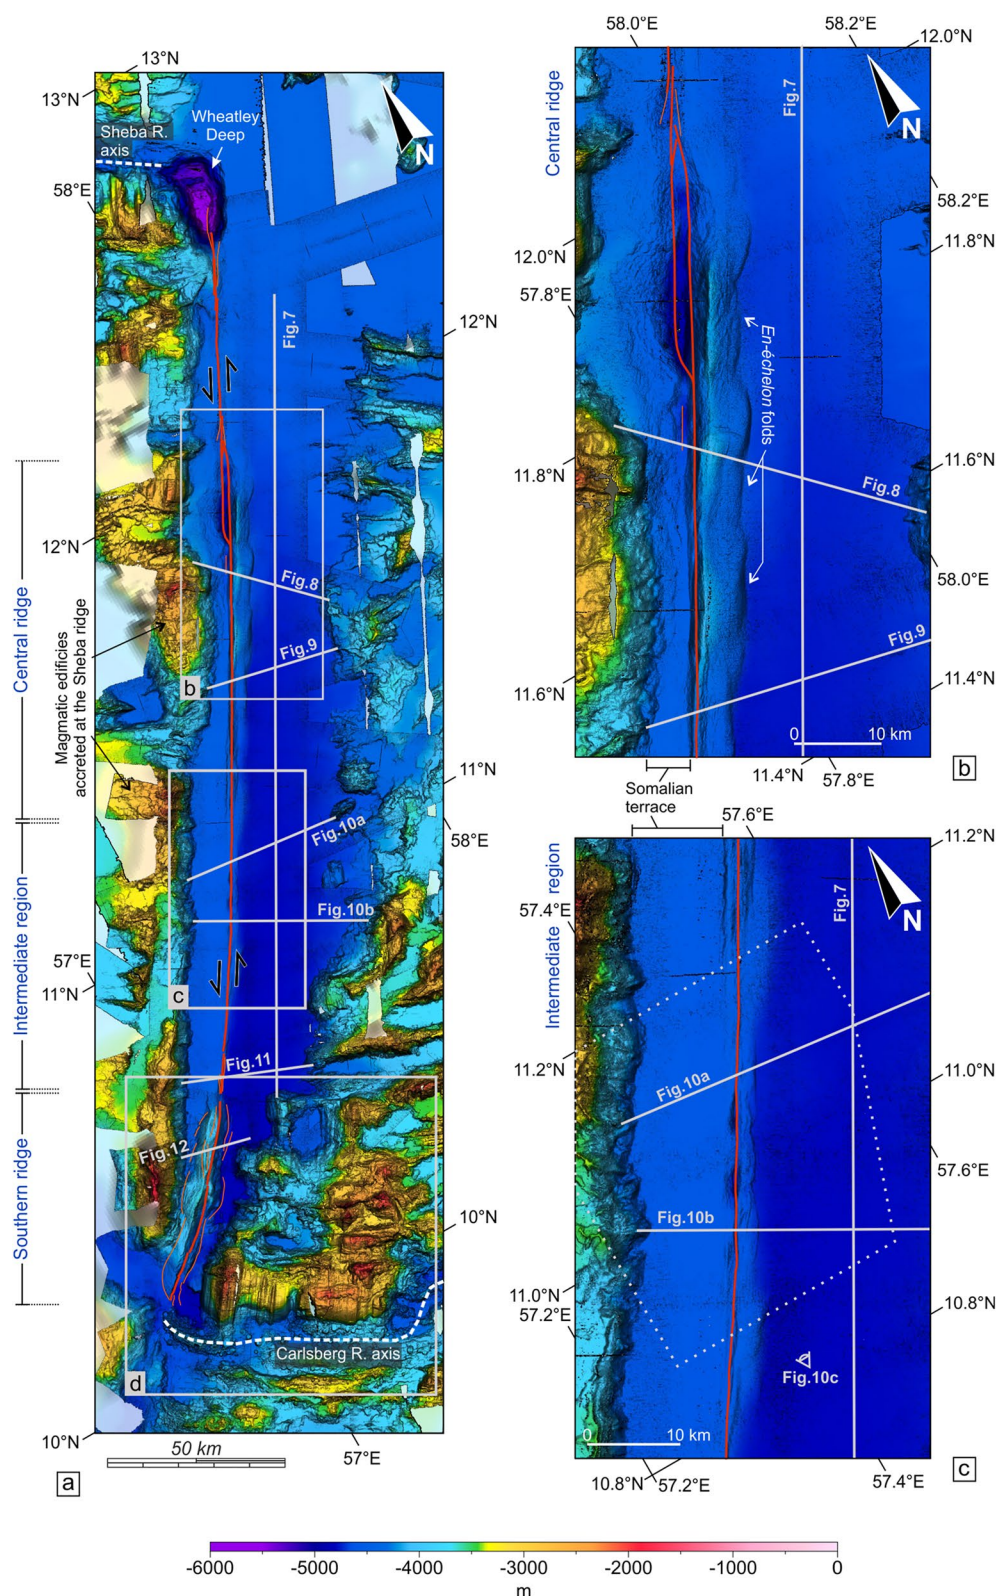 13°N
13°N
Sheba R.
axis
Wheatley
Deep
N
58°E
12°N
Fig.7
12°N
Fig.8
Fig.9
b
Central ridge
Magmatic edificies
accreted at the Sheba ridge
11°N
58°E
Fig.10a
Fig.10b
c
Intermediate region
57°E
11°N
Fig.11
d
Fig.12
Southern ridge
10°N
Carlsberg R. axis
10°N
57°E
50 km
a
58.0°E
58.2°E
12.0°N
Central ridge
Fig.7
N
58.2°E
11.8°N
12.0°N
57.8°E
En-échelon folds
11.8°N
11.6°N
Fig.8
58.0°E
Fig.9
11.6°N
11.4°N
0
10 km
11.4°N
57.8°E
b
Somalian
terrace
57.6°E
11.2°N
Intermediate region
Fig.7
N
57.4°E
11.2°N
11.0°N
Fig.10a
57.6°E
Fig.10b
11.0°N
57.2°E
10.8°N
Fig.10c
0
10 km
10.8°N
57.2°E
57.4°E
c
-6000
-5000
-4000
-3000
-2000
-1000
0
m